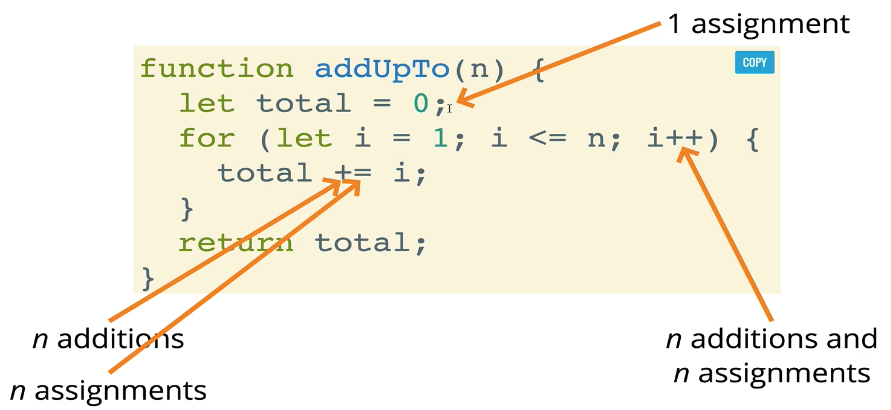 1 assignment
COPY
function addUpTo(n) {
let total = 0;
for (let i = 1; i <= n; i++) {
total += i;
}
return total;
}
n additions
n assignments
n additions and
n assignments